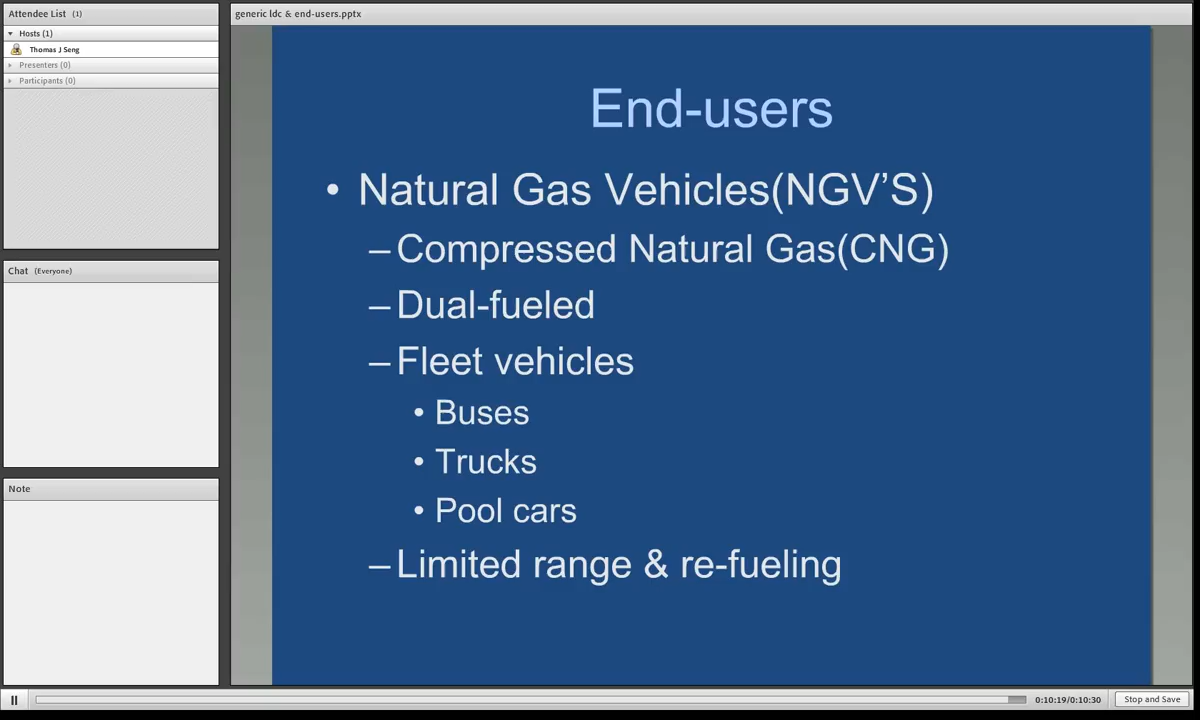 Attendee List (1)
Hosts (1)
Thomas J Seng
Presenters (0)
Participants (0)
Chat (Everyone)
Note
generic ldc & end-users.pptx
End-users
• Natural Gas Vehicles(NGV’S)
– Compressed Natural Gas(CNG)
– Dual-fueled
– Fleet vehicles
• Buses
• Trucks
• Pool cars
– Limited range & re-fueling
0:10:19/0:10:30
Stop and Save